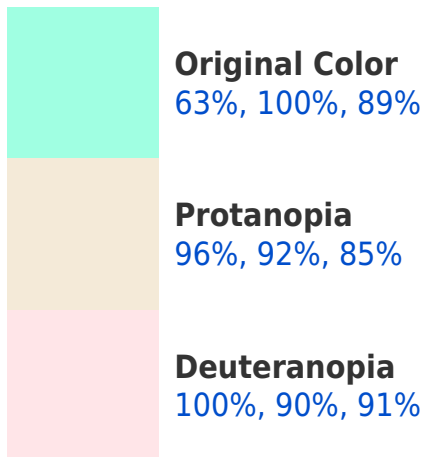 Original Color
63%, 100%, 89%
Protanopia
96%, 92%, 85%
Deuteranopia
100%, 90%, 91%